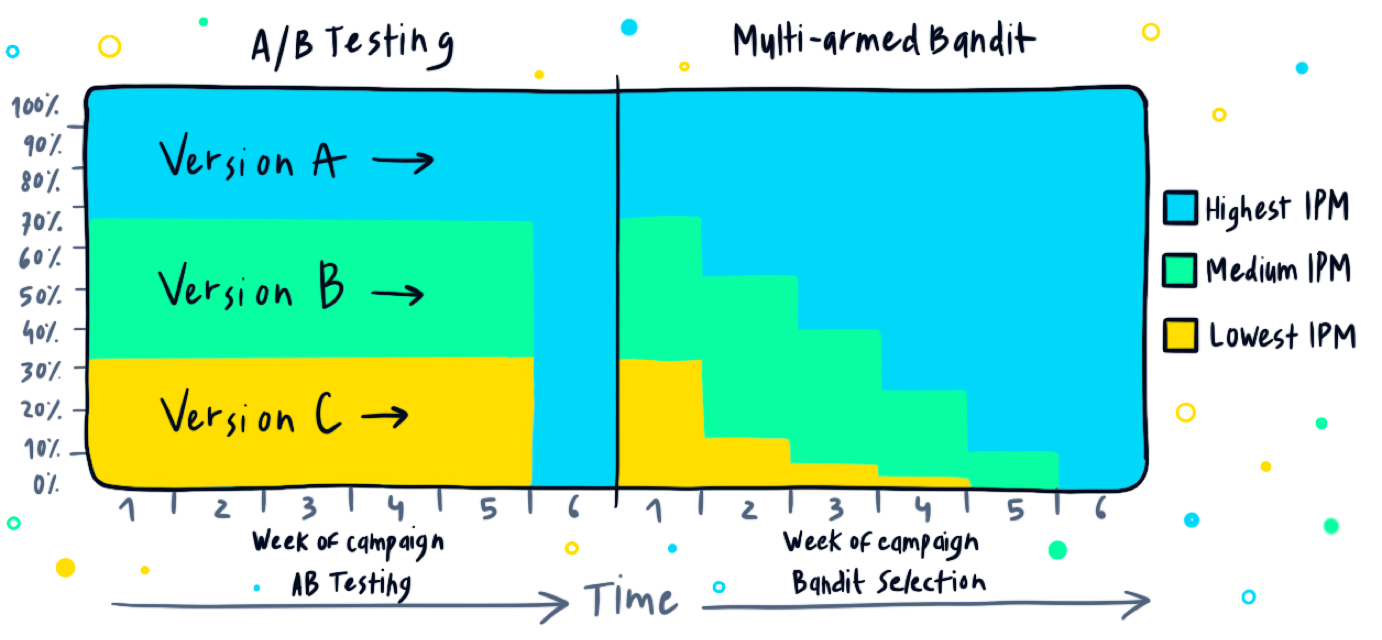 A/B Testing
Multi-armed Bandit
100%
90%
80%
70%
60%
50%
40%
30%
20%
10%
0%
Version A →
Version B →
Version C →
Highest IPM
Medium IPM
Lowest IPM
1 2 3 4 5 6
1 2 3 4 5 6
Week of campaign
AB Testing
Week of campaign
Bandit Selection
Time